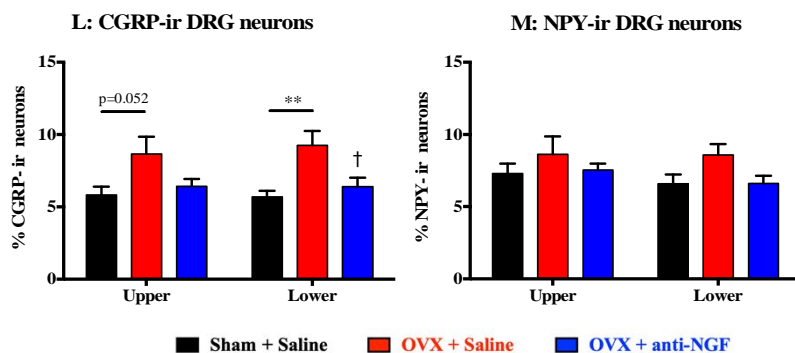 L: CGRP-ir DRG neurons
% CGRP- ir neurons
15
10
5
0
p=0.052
**
†
Upper
Lower
M: NPY-ir DRG neurons
% NPY- ir neurons
15
10
5
0
Upper
Lower
Sham + Saline
OVX + Saline
OVX + anti-NGF